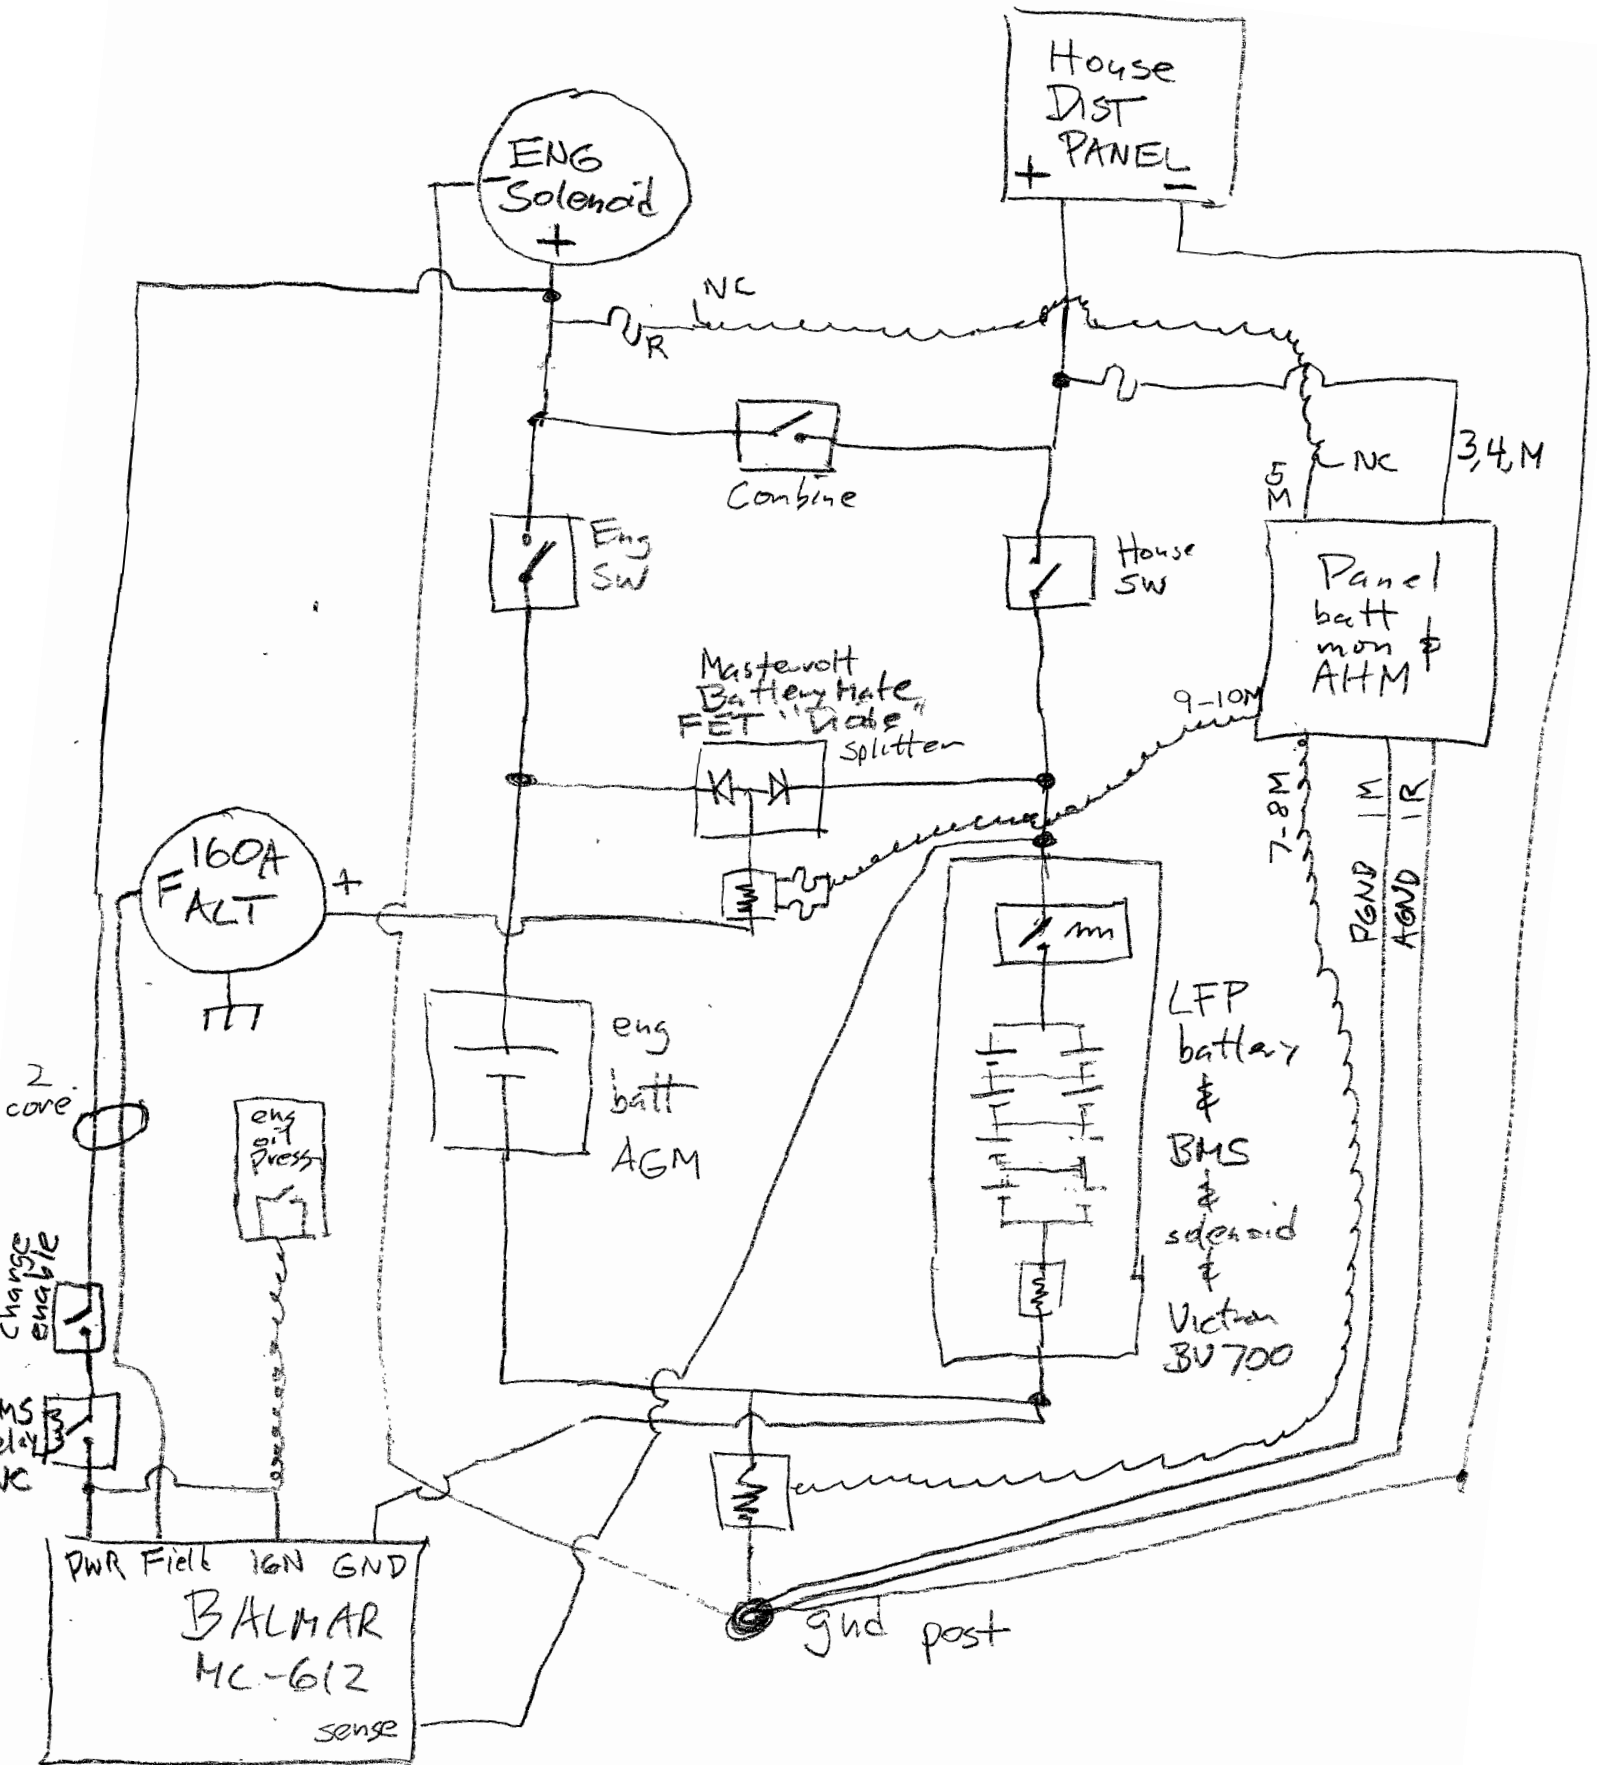 House
DIST
PANEL
+ −
ENG
− Solenoid
+
NC
R
Combine
Eng
SW
House
SW
5
M
NC
3,4,M
Panel
batt
mon &
AHM
9-10M
7-8M
1M
1R
PGND
AGND
Mastervolt
Battery Mate
FET "Diode"
splitter
160A
F ALT
+
eng
batt
AGM
LFP
battery
&
BMS
&
solenoid
&
Victron
BV700
2
core
eng
oil
press
Charge
enable
NC
PWR Field IGN GND
BALMAR
MC-612
sense
gnd post